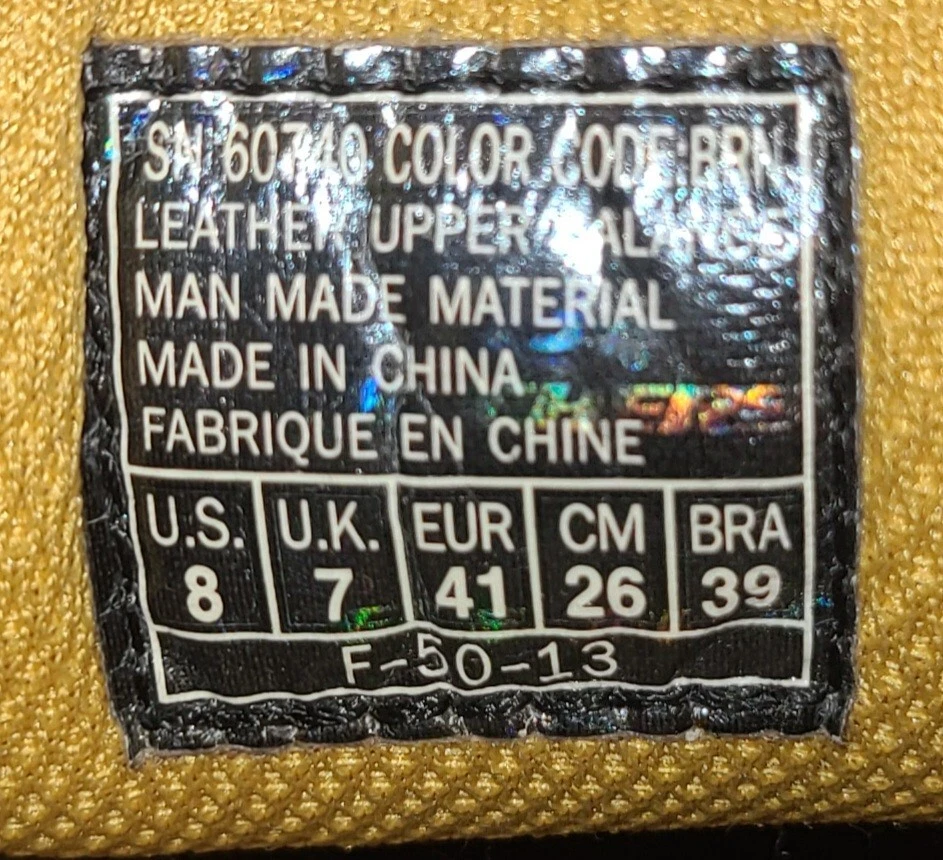 SN 60740 COLOR CODE:BRN
LEATHER UPPER BALANCE
MAN MADE MATERIAL
MADE IN CHINA
FABRIQUE EN CHINE
U.S. U.K. EUR CM BRA
8 7 41 26 39
F-50-13